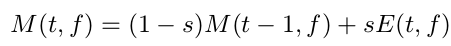 M(t, f) = (1 − s)M(t − 1, f) + sE(t, f)